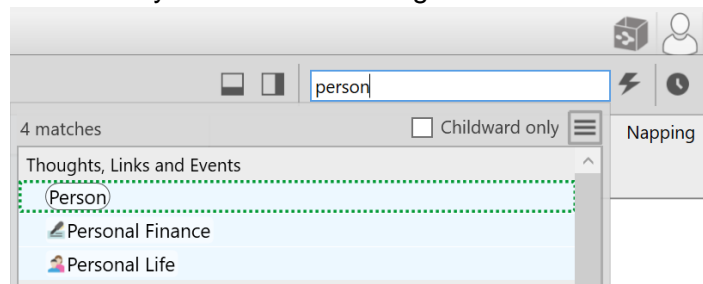 person
4 matches
Childward only
Napping
Thoughts, Links and Events
Person
Personal Finance
Personal Life